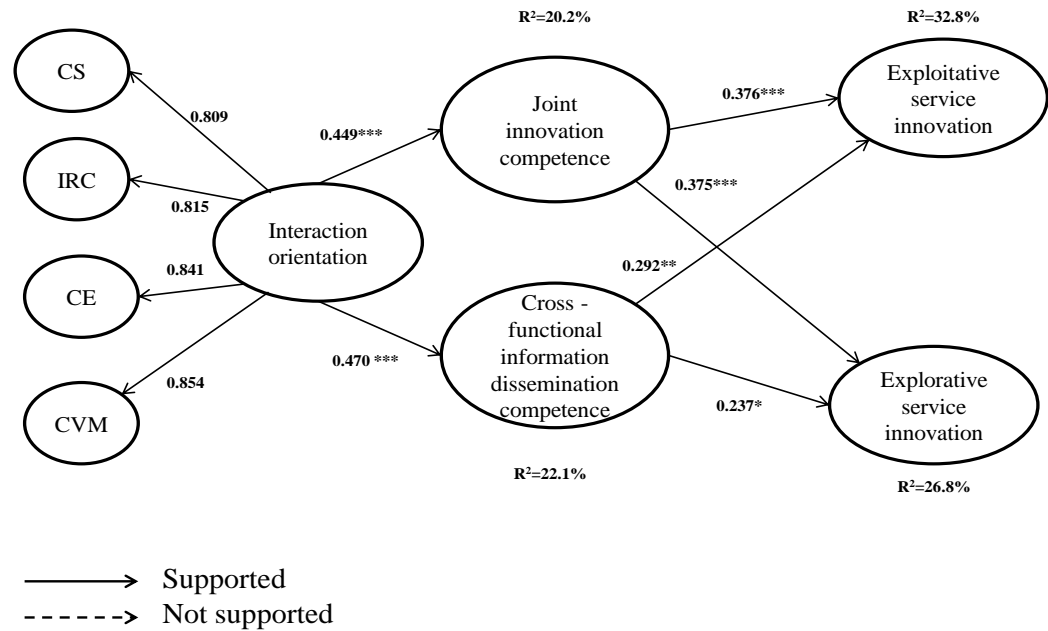 R²=20.2%
R²=32.8%
CS
Exploitative
service
innovation
0.809
0.376***
Joint
innovation
competence
0.449***
IRC
0.815
0.375***
Interaction
orientation
0.841
0.292**
CE
Cross -
functional
information
dissemination
competence
0.470 ***
0.854
0.237*
Explorative
service
innovation
CVM
R²=22.1%
R²=26.8%
Supported
Not supported